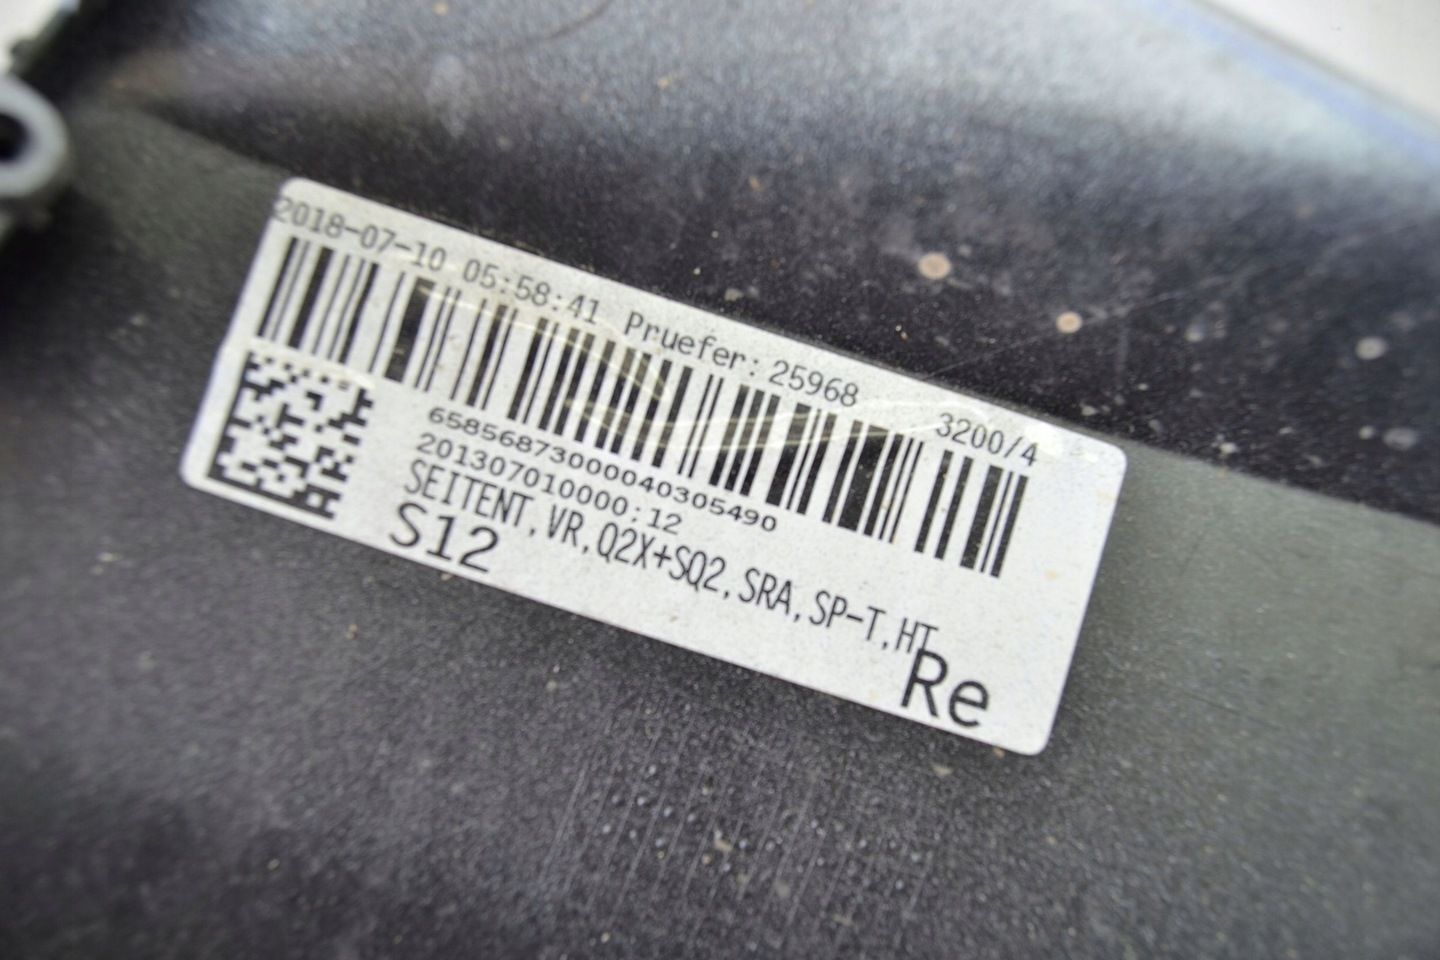 2018-07-10 05:58:41 Pruefer: 25968 3200/4
65856873000040305490
201307010000:12
SEITENT,VR,Q2X+SQ2,SRA,SP-T,HT
S12
Re